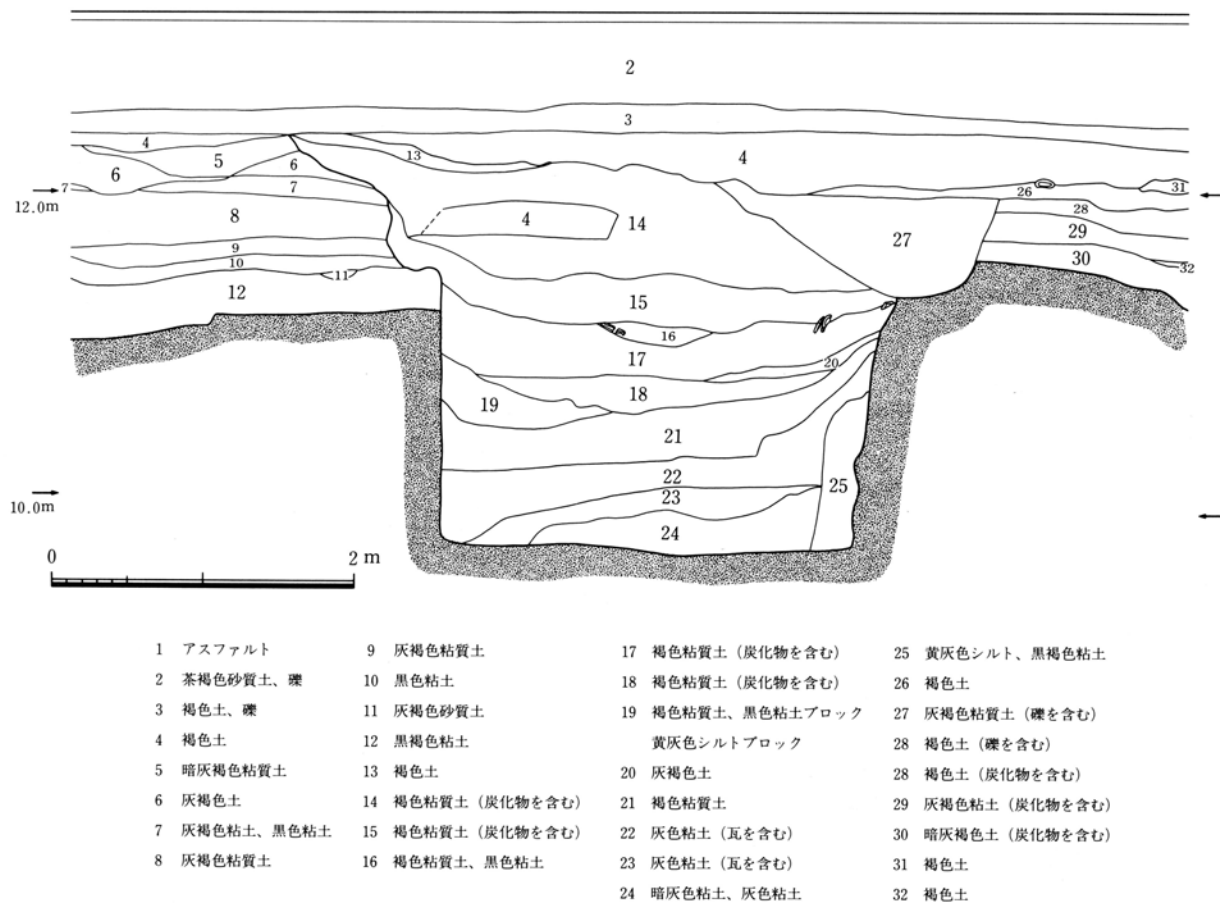 2
3
4
13
4
5
6
6
7
7
12.0m
26
31
28
8
4
14
27
29
9
30
10
11
32
12
15
16
17
20
18
19
21
22
25
23
10.0m
24
0
2 m
1 アスファルト
2 茶褐色砂質土、礫
3 褐色土、礫
4 褐色土
5 暗灰褐色粘質土
6 灰褐色土
7 灰褐色粘土、黒色粘土
8 灰褐色粘質土
9 灰褐色粘質土
10 黒色粘土
11 灰褐色砂質土
12 黒褐色粘土
13 褐色土
14 褐色粘質土（炭化物を含む）
15 褐色粘質土（炭化物を含む）
16 褐色粘質土、黒色粘土
17 褐色粘質土（炭化物を含む）
18 褐色粘質土（炭化物を含む）
19 褐色粘質土、黒色粘土ブロック
黄灰色シルトブロック
20 灰褐色土
21 褐色粘質土
22 灰色粘土（瓦を含む）
23 灰色粘土（瓦を含む）
24 暗灰色粘土、灰色粘土
25 黄灰色シルト、黒褐色粘土
26 褐色土
27 灰褐色粘質土（礫を含む）
28 褐色土（礫を含む）
28 褐色土（炭化物を含む）
29 灰褐色粘土（炭化物を含む）
30 暗灰褐色土（炭化物を含む）
31 褐色土
32 褐色土